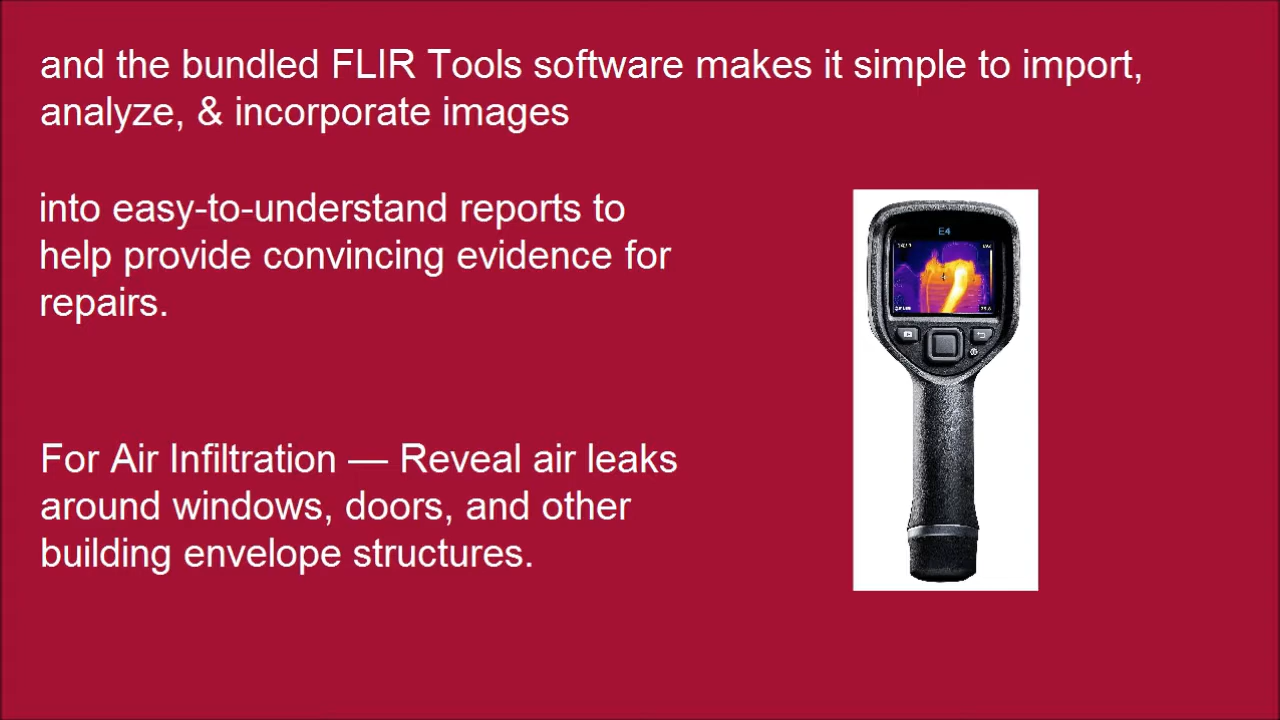 and the bundled FLIR Tools software makes it simple to import,
analyze, & incorporate images
into easy-to-understand reports to
help provide convincing evidence for
repairs.
E4
For Air Infiltration — Reveal air leaks
around windows, doors, and other
building envelope structures.